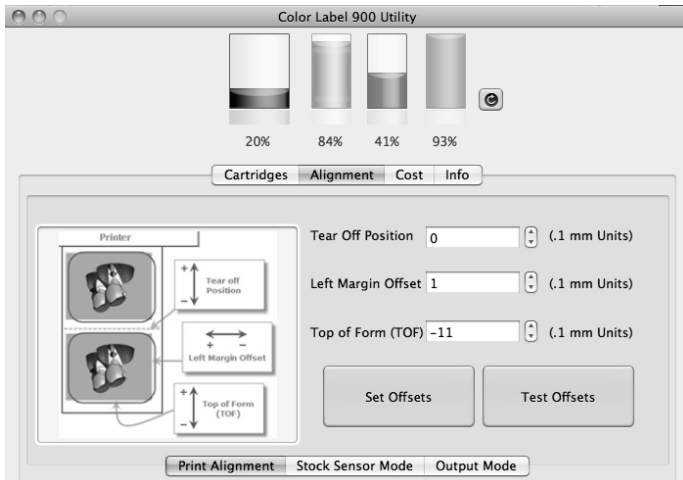 Color Label 900 Utility
20% 84% 41% 93%
Cartridges Alignment Cost Info
Printer
+ Tear off
- Position
+ -
Left Margin Offset
+ Top of Form
- (TOF)
Tear Off Position 0 (.1 mm Units)
Left Margin Offset 1 (.1 mm Units)
Top of Form (TOF) -11 (.1 mm Units)
Set Offsets Test Offsets
Print Alignment Stock Sensor Mode Output Mode